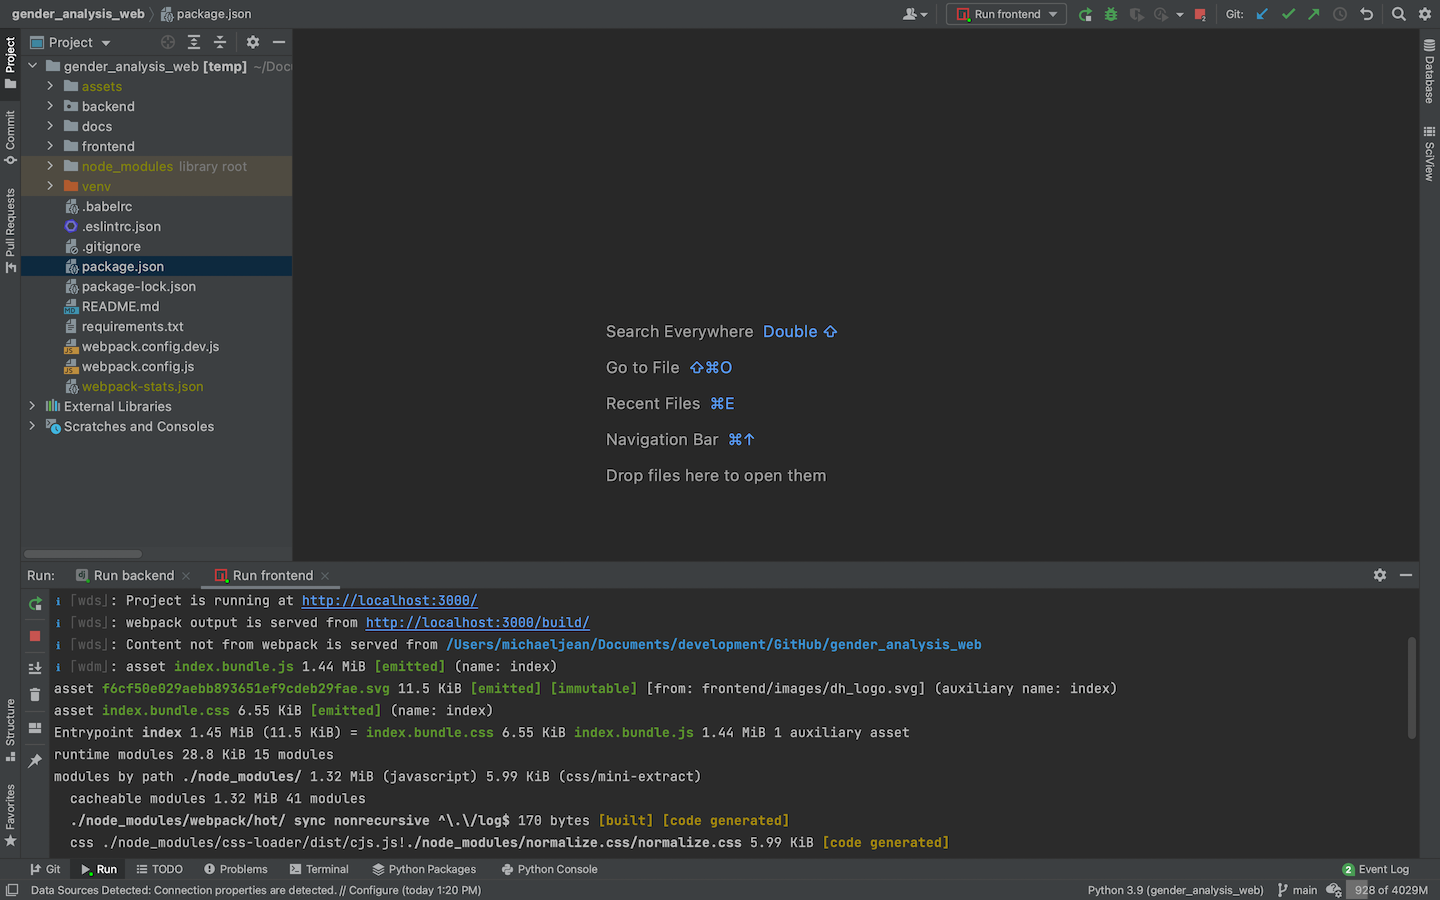 gender_analysis_web package.json
Run frontend
Git:
Project
Project
Commit
Pull Requests
Structure
Favorites
Database
SciView
gender_analysis_web [temp] ~/Docu
assets
backend
docs
frontend
node_modules library root
venv
.babelrc
.eslintrc.json
.gitignore
package.json
package-lock.json
README.md
requirements.txt
webpack.config.dev.js
webpack.config.js
webpack-stats.json
External Libraries
Scratches and Consoles
Search Everywhere Double ⇧
Go to File ⇧⌘O
Recent Files ⌘E
Navigation Bar ⌘↑
Drop files here to open them
Run: Run backend Run frontend
i ｢wds｣: Project is running at http://localhost:3000/
i ｢wds｣: webpack output is served from http://localhost:3000/build/
i ｢wds｣: Content not from webpack is served from /Users/michaeljean/Documents/development/GitHub/gender_analysis_web
i ｢wdm｣: asset index.bundle.js 1.44 MiB [emitted] (name: index)
asset f6cf50e029aebb893651ef9cdeb29fae.svg 11.5 KiB [emitted] [immutable] [from: frontend/images/dh_logo.svg] (auxiliary name: index)
asset index.bundle.css 6.55 KiB [emitted] (name: index)
Entrypoint index 1.45 MiB (11.5 KiB) = index.bundle.css 6.55 KiB index.bundle.js 1.44 MiB 1 auxiliary asset
runtime modules 28.8 KiB 15 modules
modules by path ./node_modules/ 1.32 MiB (javascript) 5.99 KiB (css/mini-extract)
cacheable modules 1.32 MiB 41 modules
./node_modules/webpack/hot/ sync nonrecursive ^\.\/log$ 170 bytes [built] [code generated]
css ./node_modules/css-loader/dist/cjs.js!./node_modules/normalize.css/normalize.css 5.99 KiB [code generated]
Git Run TODO Problems Terminal Python Packages Python Console 2 Event Log
Data Sources Detected: Connection properties are detected. // Configure (today 1:20 PM) Python 3.9 (gender_analysis_web) main 928 of 4029M